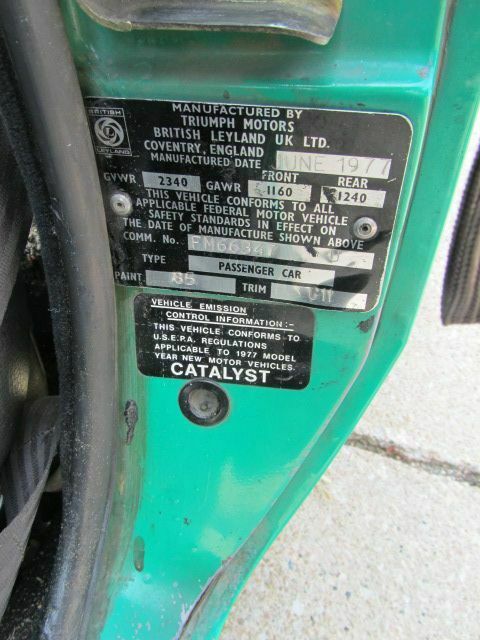 BRITISH
LEYLAND
MANUFACTURED BY
TRIUMPH MOTORS
BRITISH LEYLAND UK LTD.
COVENTRY, ENGLAND
MANUFACTURED DATE JUNE 1977
FRONT REAR
GVWR 2340 GAWR 1160 1240
THIS VEHICLE CONFORMS TO ALL
APPLICABLE FEDERAL MOTOR VEHICLE
SAFETY STANDARDS IN EFFECT ON
THE DATE OF MANUFACTURE SHOWN ABOVE
COMM. No.
TYPE PASSENGER CAR
PAINT 85 TRIM
VEHICLE EMISSION
CONTROL INFORMATION:-
THIS VEHICLE CONFORMS TO
U.S.E.P.A. REGULATIONS
APPLICABLE TO 1977 MODEL
YEAR NEW MOTOR VEHICLES.
CATALYST